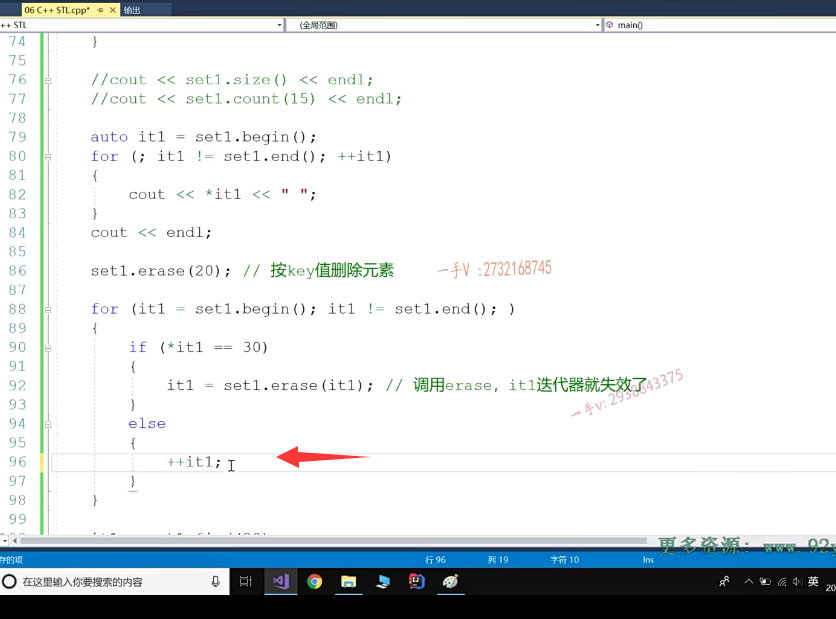 06 C++ STL.cpp* 输出
++ STL (全局范围) main()
74 }
75
76 //cout << set1.size() << endl;
77 //cout << set1.count(15) << endl;
78
79 auto it1 = set1.begin();
80 for (; it1 != set1.end(); ++it1)
81 {
82 cout << *it1 << " ";
83 }
84 cout << endl;
85
86 set1.erase(20); // 按key值删除元素 一手V :2732168745
87
88 for (it1 = set1.begin(); it1 != set1.end(); )
89 {
90 if (*it1 == 30)
91 {
92 it1 = set1.erase(it1); // 调用erase, it1迭代器就失效了
一手v:2938843375
93 }
94 else
95 {
96 ++it1;
97 }
98 }
99
更多资源: www.92
存的项 行 96 列 19 字符 10 Ins
在这里输入你要搜索的内容 英 20